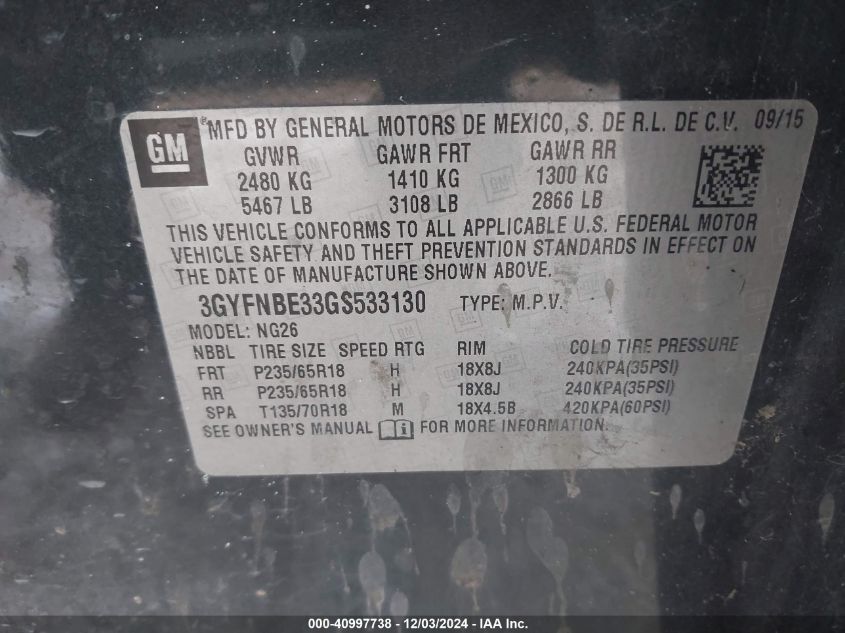 GM ® MFD BY GENERAL MOTORS DE MEXICO, S. DE R.L. DE C.V. 09/15
GVWR GAWR FRT GAWR RR
2480 KG 1410 KG 1300 KG
5467 LB 3108 LB 2866 LB
THIS VEHICLE CONFORMS TO ALL APPLICABLE U.S. FEDERAL MOTOR
VEHICLE SAFETY AND THEFT PREVENTION STANDARDS IN EFFECT ON
THE DATE OF MANUFACTURE SHOWN ABOVE.
3GYFNBE33GS533130 TYPE: M.P.V.
MODEL: NG26
NBBL TIRE SIZE SPEED RTG RIM COLD TIRE PRESSURE
FRT P235/65R18 H 18X8J 240KPA(35PSI)
RR P235/65R18 H 18X8J 240KPA(35PSI)
SPA T135/70R18 M 18X4.5B 420KPA(60PSI)
SEE OWNER'S MANUAL FOR MORE INFORMATION.
000-40997738 - 12/03/2024 - IAA Inc.